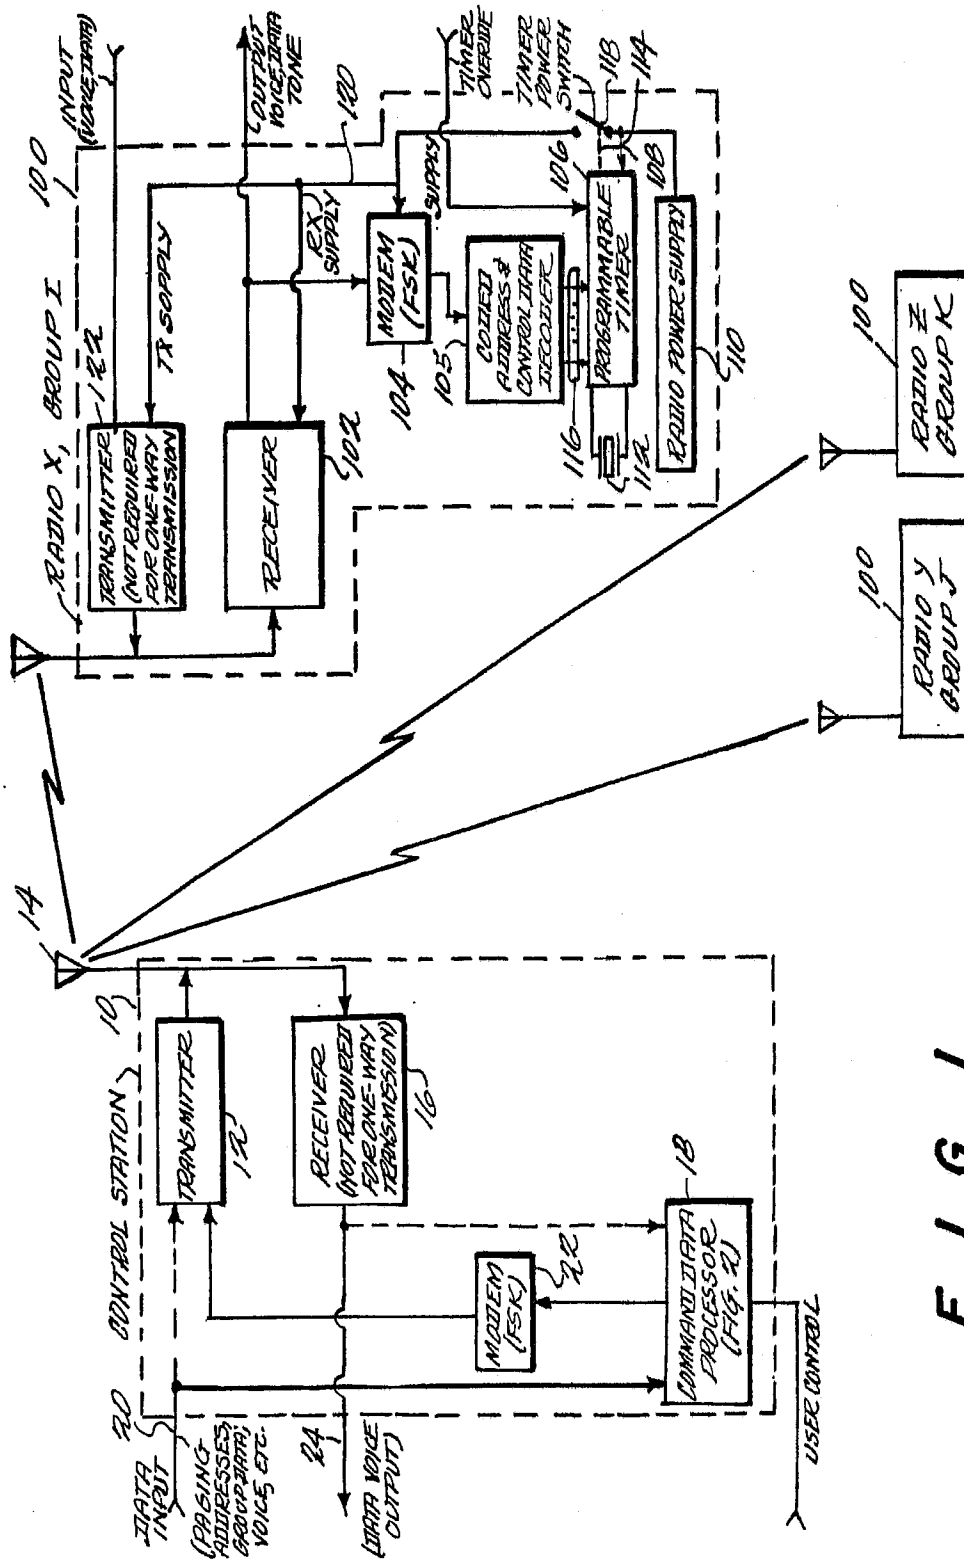 20
DATA
INPUT
(PAGING
ADDRESSES,
GROUP DATA,
VOICE, ETC.
24
(DATA VOICE
OUTPUT)
USER CONTROL
CONTROL STATION
10
TRANSMITTER
12
RECEIVER
(NOT REQUIRED
FOR ONE-WAY
TRANSMISSION)
16
MODEM
(FSK)
22
COMMAND DATA
PROCESSOR
(FIG. 2)
18
14
RADIO X, GROUP I
100
TRANSMITTER
(NOT REQUIRED
FOR ONE-WAY
TRANSMISSION
122
TX SUPPLY
INPUT
(VOICE, DATA)
RECEIVER
102
OUTPUT
VOICE, DATA
TONE
RX
SUPPLY
120
MODEM
(FSK)
104
SUPPLY
105
CODED
ADDRESS &
CONTROL DATA
DECODER
116
PROGRAMMABLE
TIMER
106
112
RADIO POWER SUPPLY
108
110
TIMER
OVERRIDE
TIMER
POWER
SWITCH
118
114
RADIO Y
GROUP J
100
RADIO Z
GROUP K
100
FIG 1